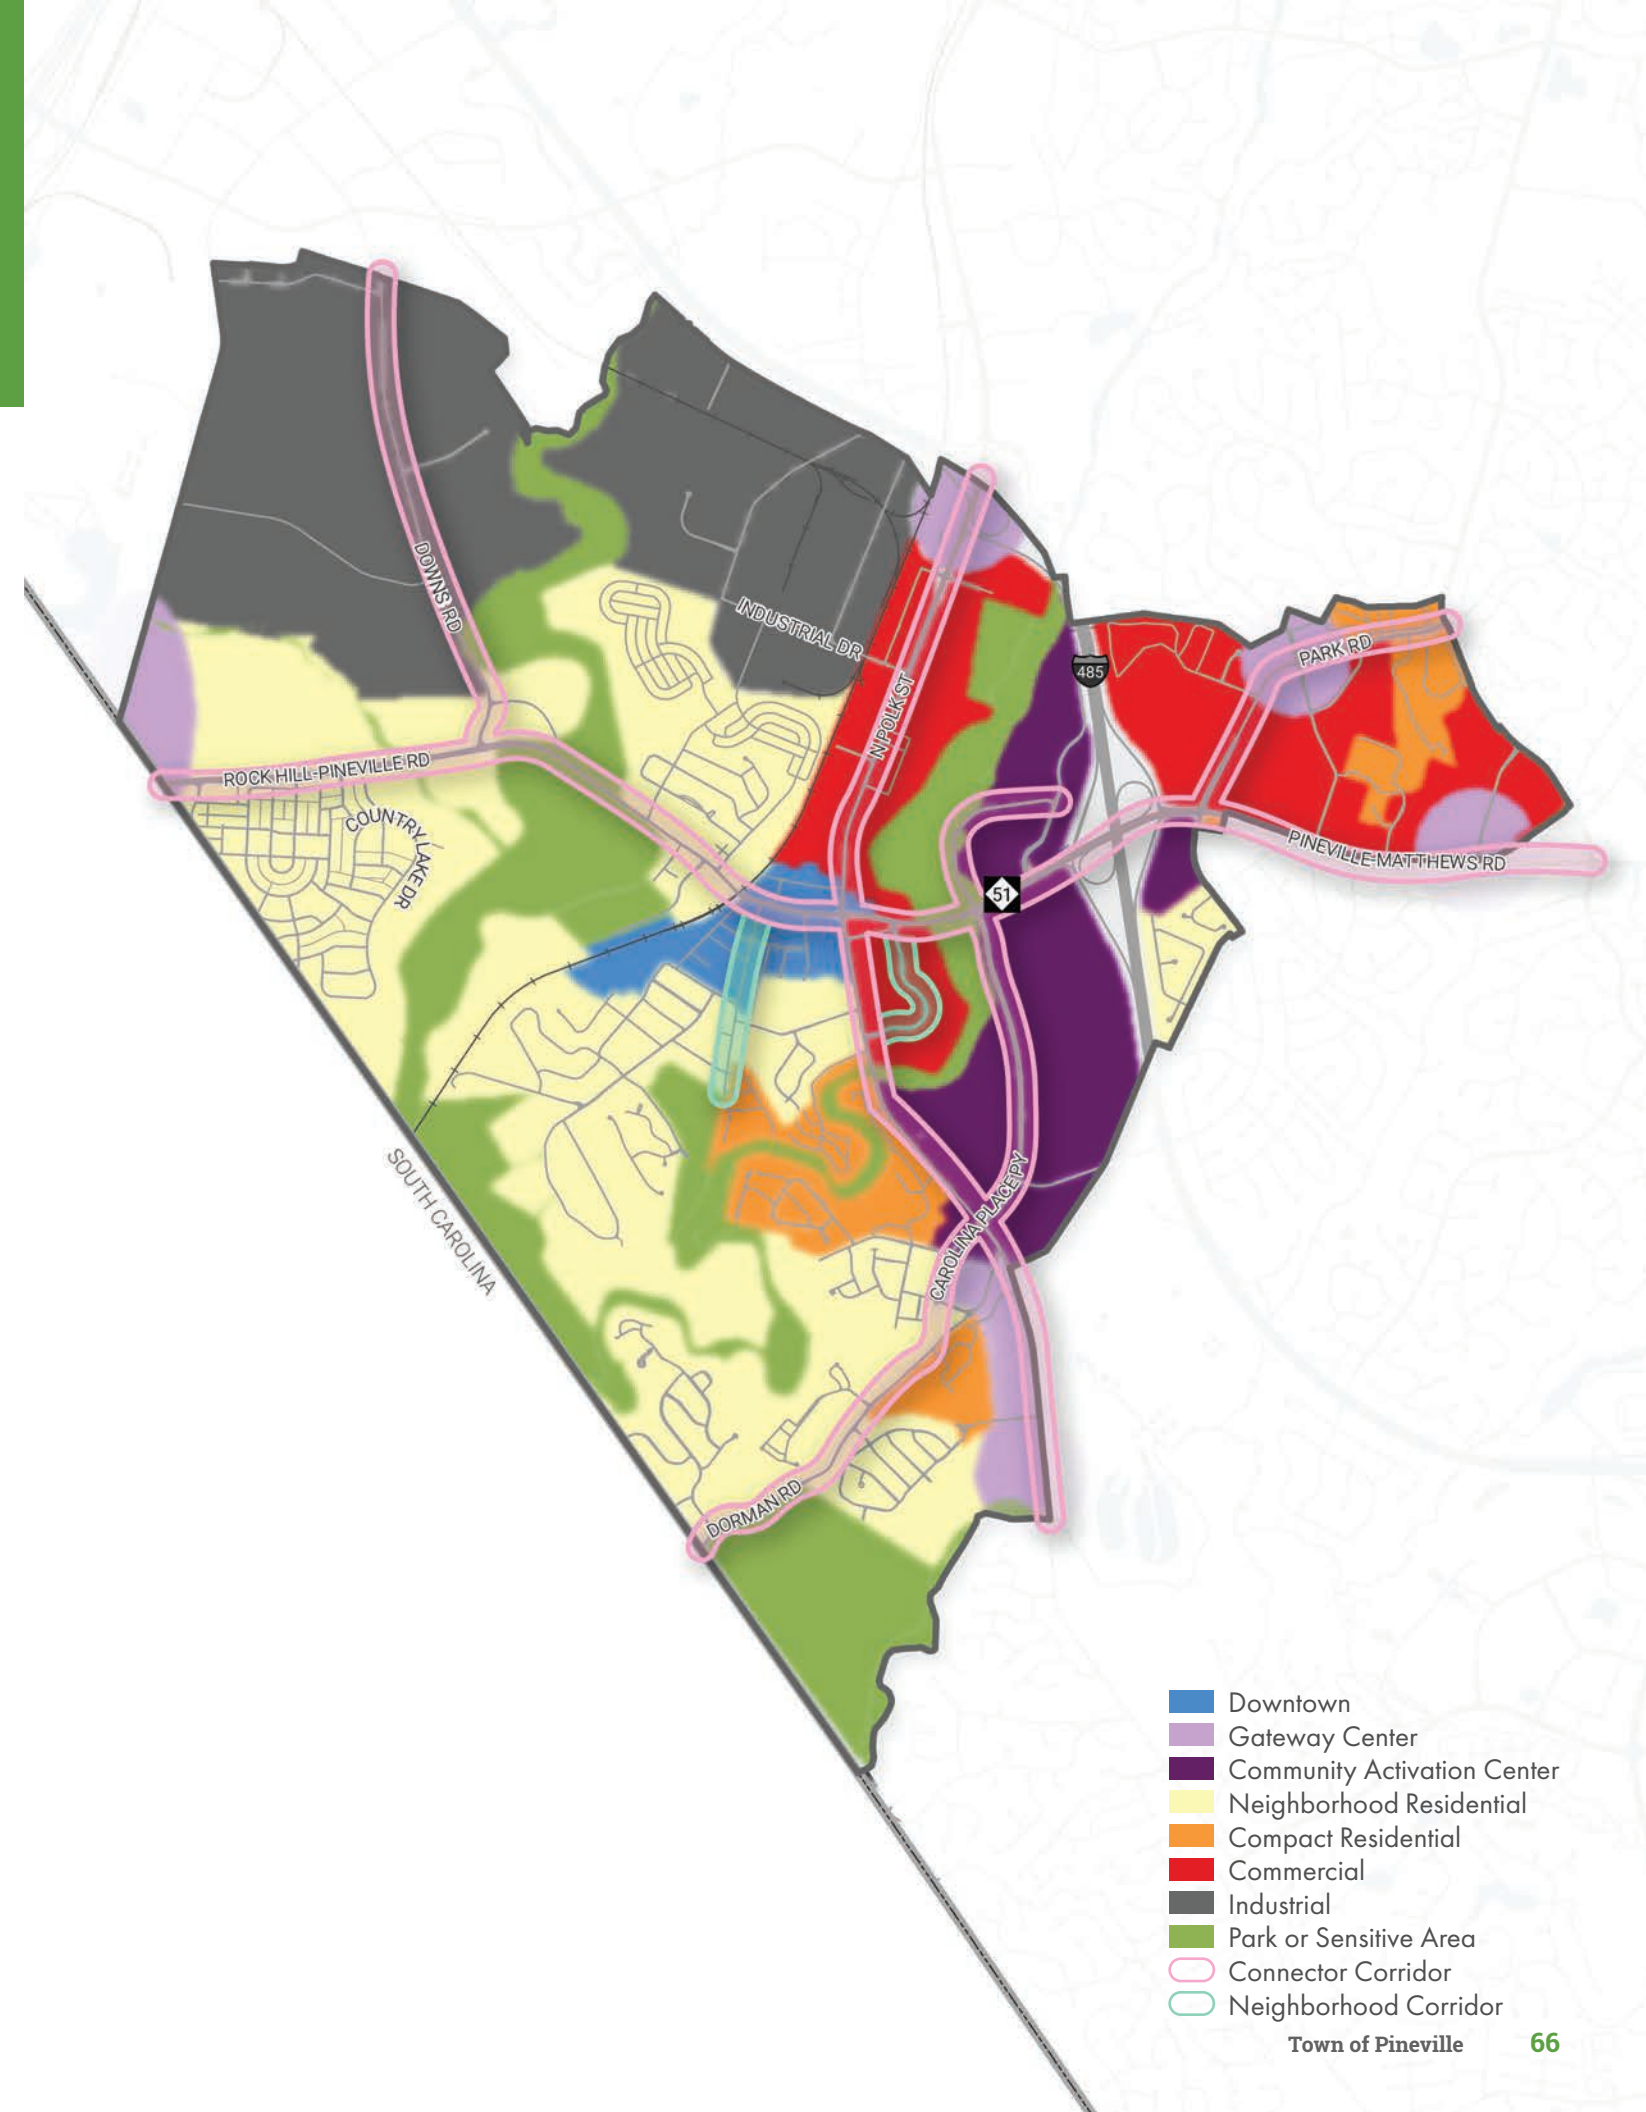 DOWNS RD
INDUSTRIAL DR
485
PARK RD
N POLK ST
ROCK HILL-PINEVILLE RD
COUNTRY LAKE DR
PINEVILLE-MATTHEWS RD
51
SOUTH CAROLINA
CAROLINA PLACE PY
DORMAN RD
Downtown
Gateway Center
Community Activation Center
Neighborhood Residential
Compact Residential
Commercial
Industrial
Park or Sensitive Area
Connector Corridor
Neighborhood Corridor
Town of Pineville 66